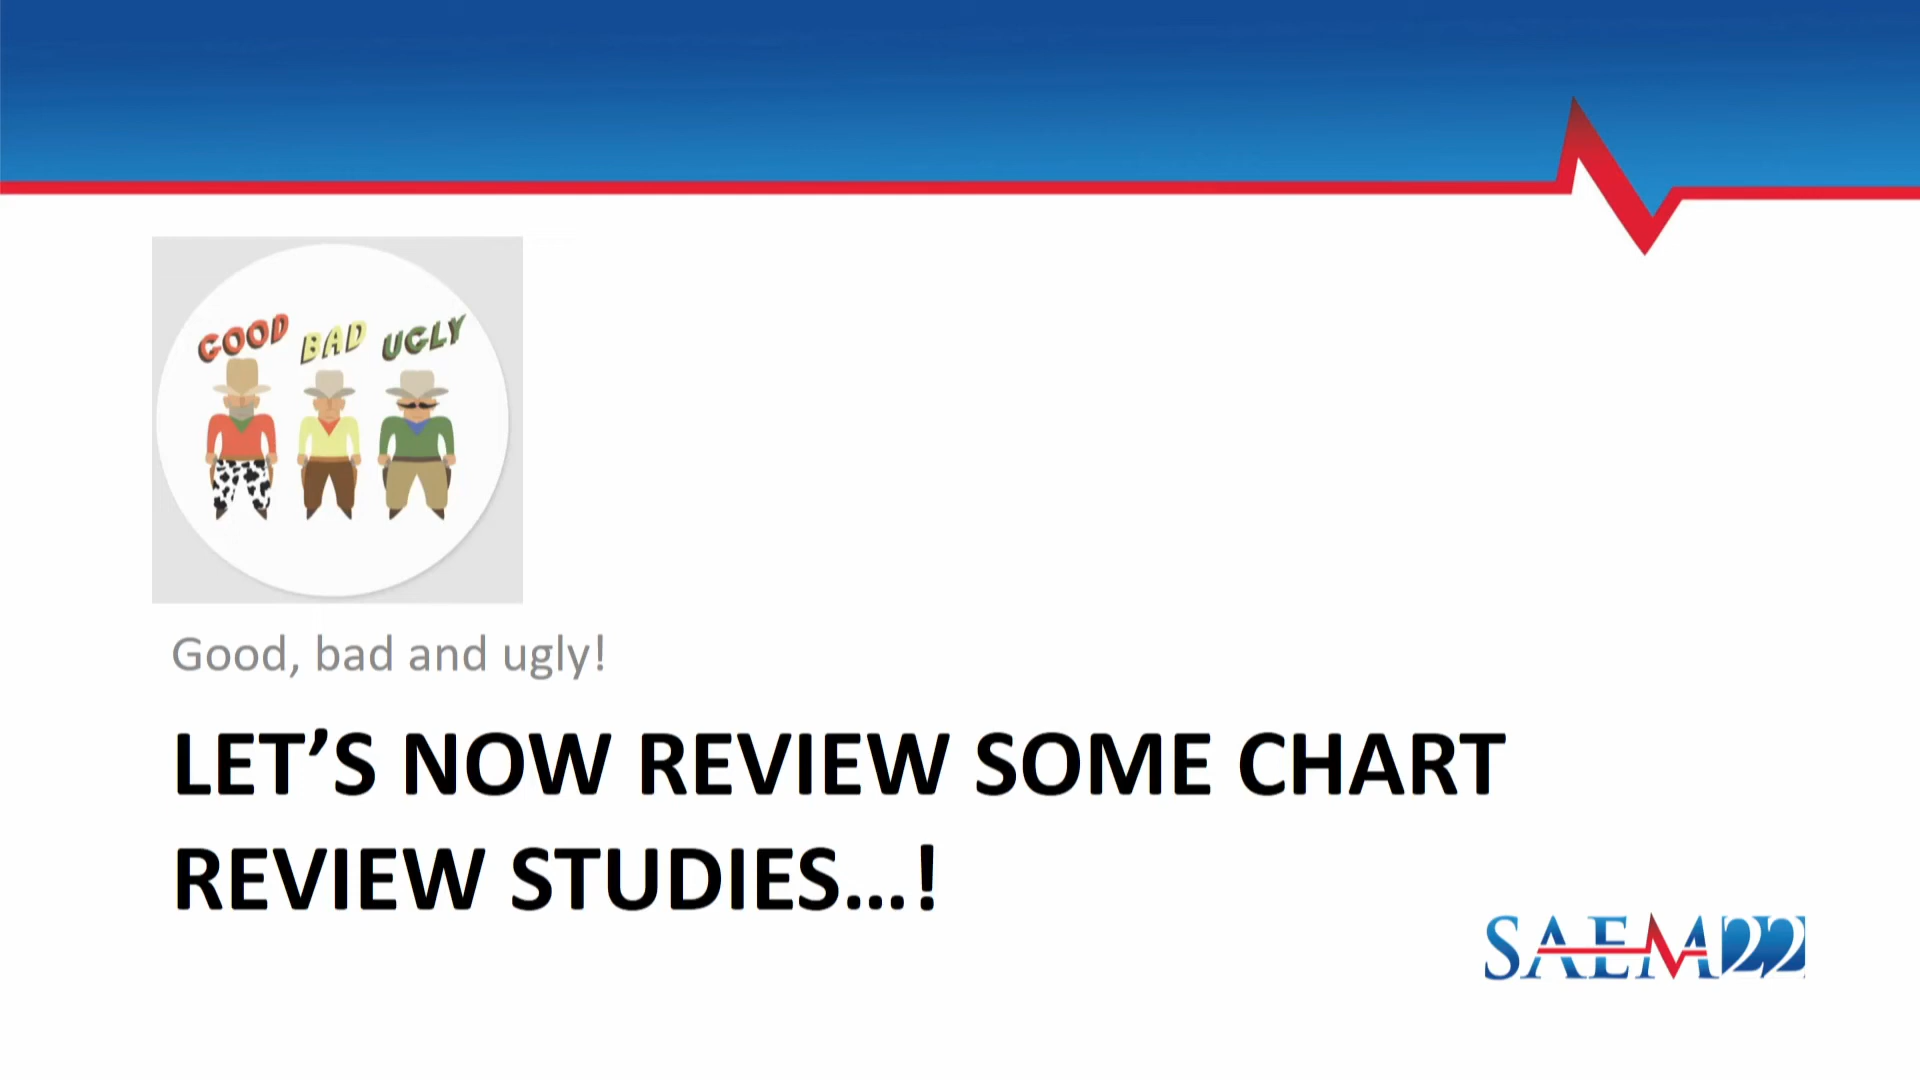 GOOD BAD UGLY
Good, bad and ugly!
LET’S NOW REVIEW SOME CHART
REVIEW STUDIES…!
SAEM22